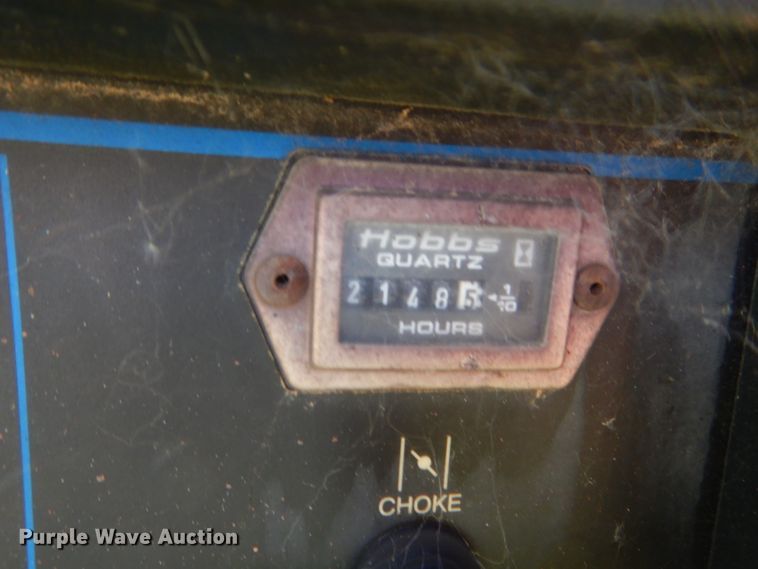 Hobbs
QUARTZ
2148 1/10
HOURS
CHOKE
Purple Wave Auction